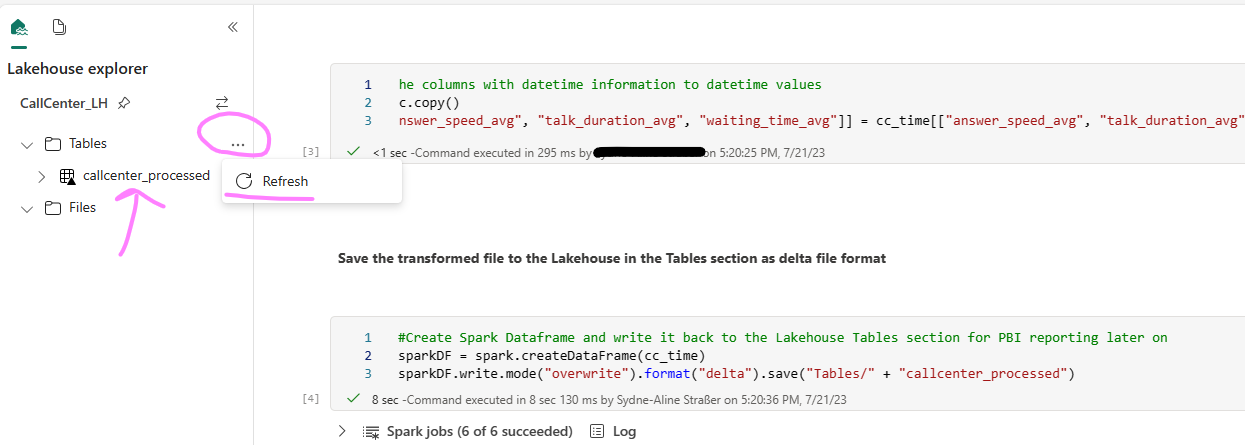 Lakehouse explorer
CallCenter_LH
Tables
...
callcenter_processed
Refresh
Files
1 he columns with datetime information to datetime values
2 c.copy()
3 nswer_speed_avg", "talk_duration_avg", "waiting_time_avg"]] = cc_time[["answer_speed_avg", "talk_duration_avg"
[3] <1 sec -Command executed in 295 ms by on 5:20:25 PM, 7/21/23
Save the transformed file to the Lakehouse in the Tables section as delta file format
1 #Create Spark Dataframe and write it back to the Lakehouse Tables section for PBI reporting later on
2 sparkDF = spark.createDataFrame(cc_time)
3 sparkDF.write.mode("overwrite").format("delta").save("Tables/" + "callcenter_processed")
[4] 8 sec -Command executed in 8 sec 130 ms by Sydne-Aline Straßer on 5:20:36 PM, 7/21/23
Spark jobs (6 of 6 succeeded) Log